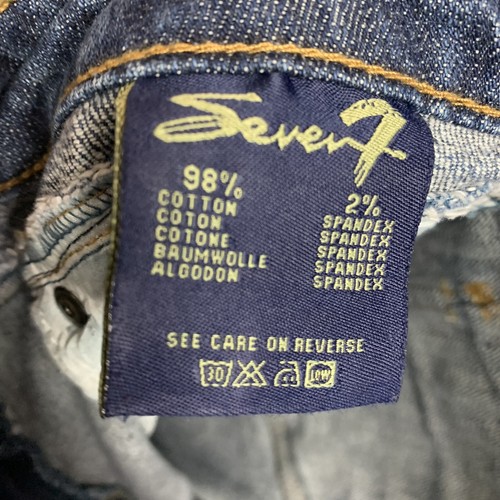 Seven7
98% 2%
COTTON SPANDEX
COTON SPANDEX
COTONE SPANDEX
BAUMWOLLE SPANDEX
ALGODON SPANDEX
SEE CARE ON REVERSE
30 LOW